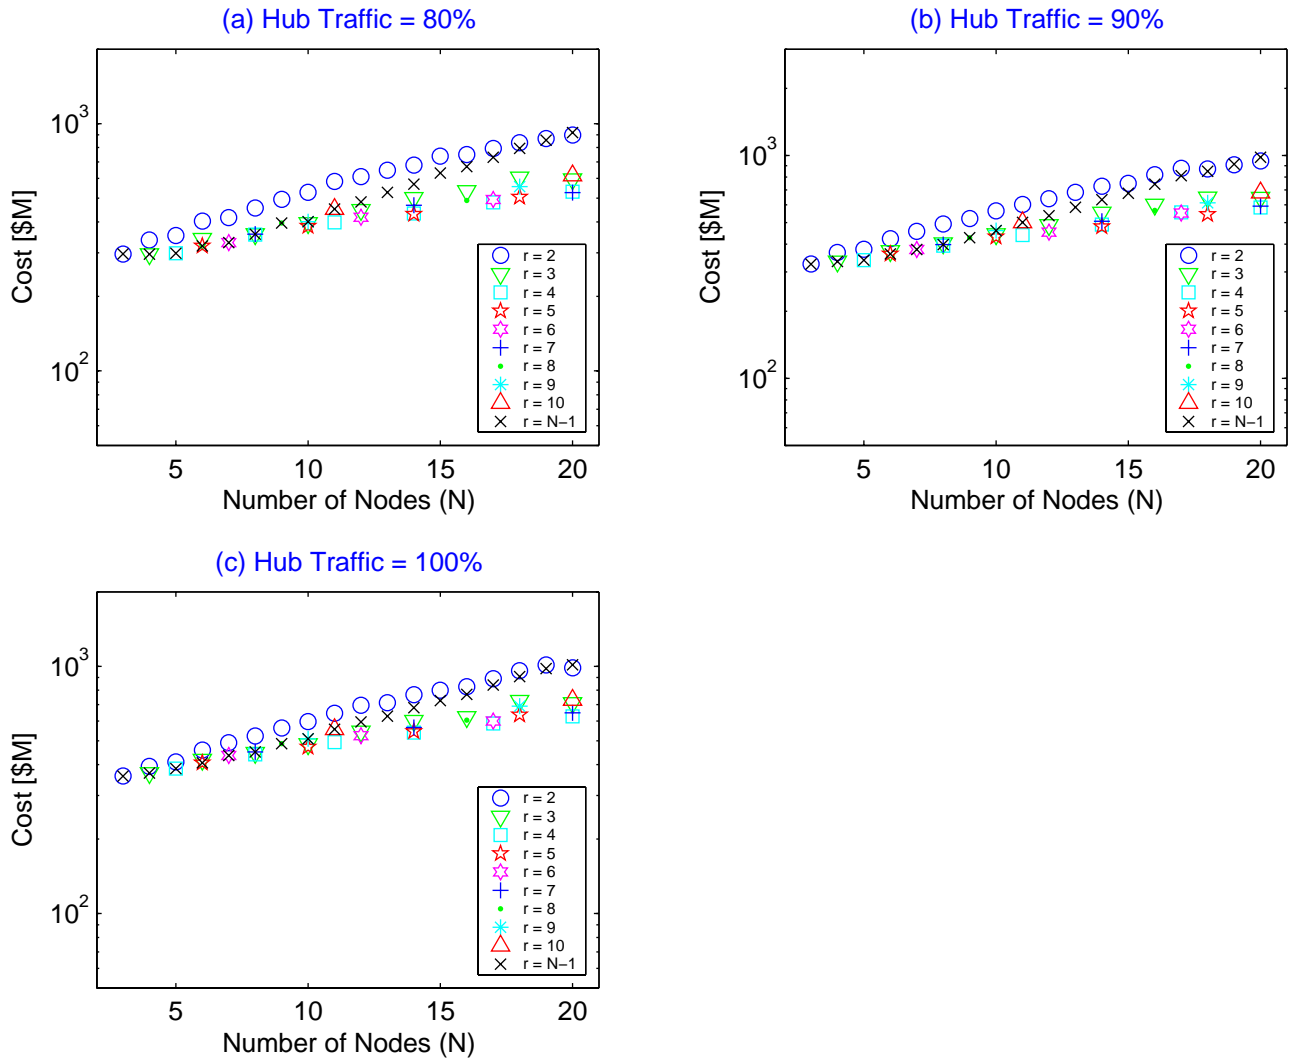 (a) Hub Traffic = 80%
10^3
10^2
Cost [$M]
r = 2
r = 3
r = 4
r = 5
r = 6
r = 7
r = 8
r = 9
r = 10
r = N−1
5 10 15 20
Number of Nodes (N)
(b) Hub Traffic = 90%
10^3
10^2
Cost [$M]
r = 2
r = 3
r = 4
r = 5
r = 6
r = 7
r = 8
r = 9
r = 10
r = N−1
5 10 15 20
Number of Nodes (N)
(c) Hub Traffic = 100%
10^3
10^2
Cost [$M]
r = 2
r = 3
r = 4
r = 5
r = 6
r = 7
r = 8
r = 9
r = 10
r = N−1
5 10 15 20
Number of Nodes (N)